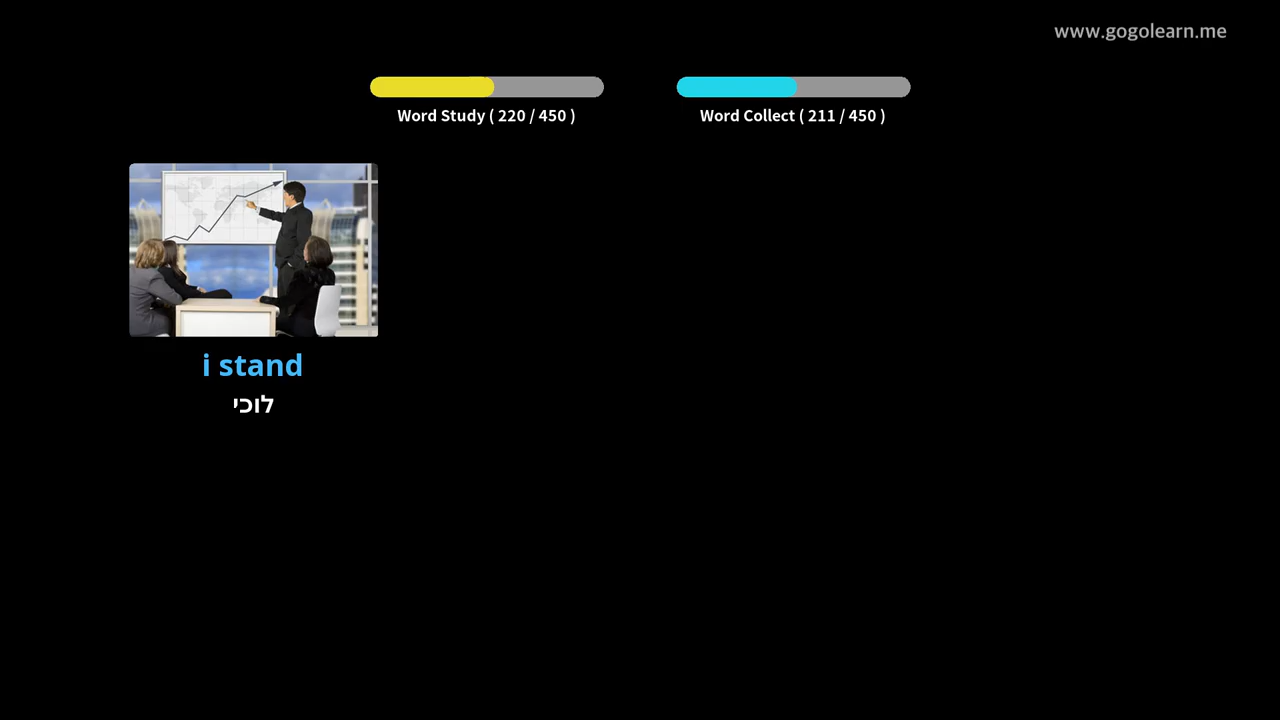 www.gogolearn.me
Word Study ( 220 / 450 )
Word Collect ( 211 / 450 )
i stand
לוכי